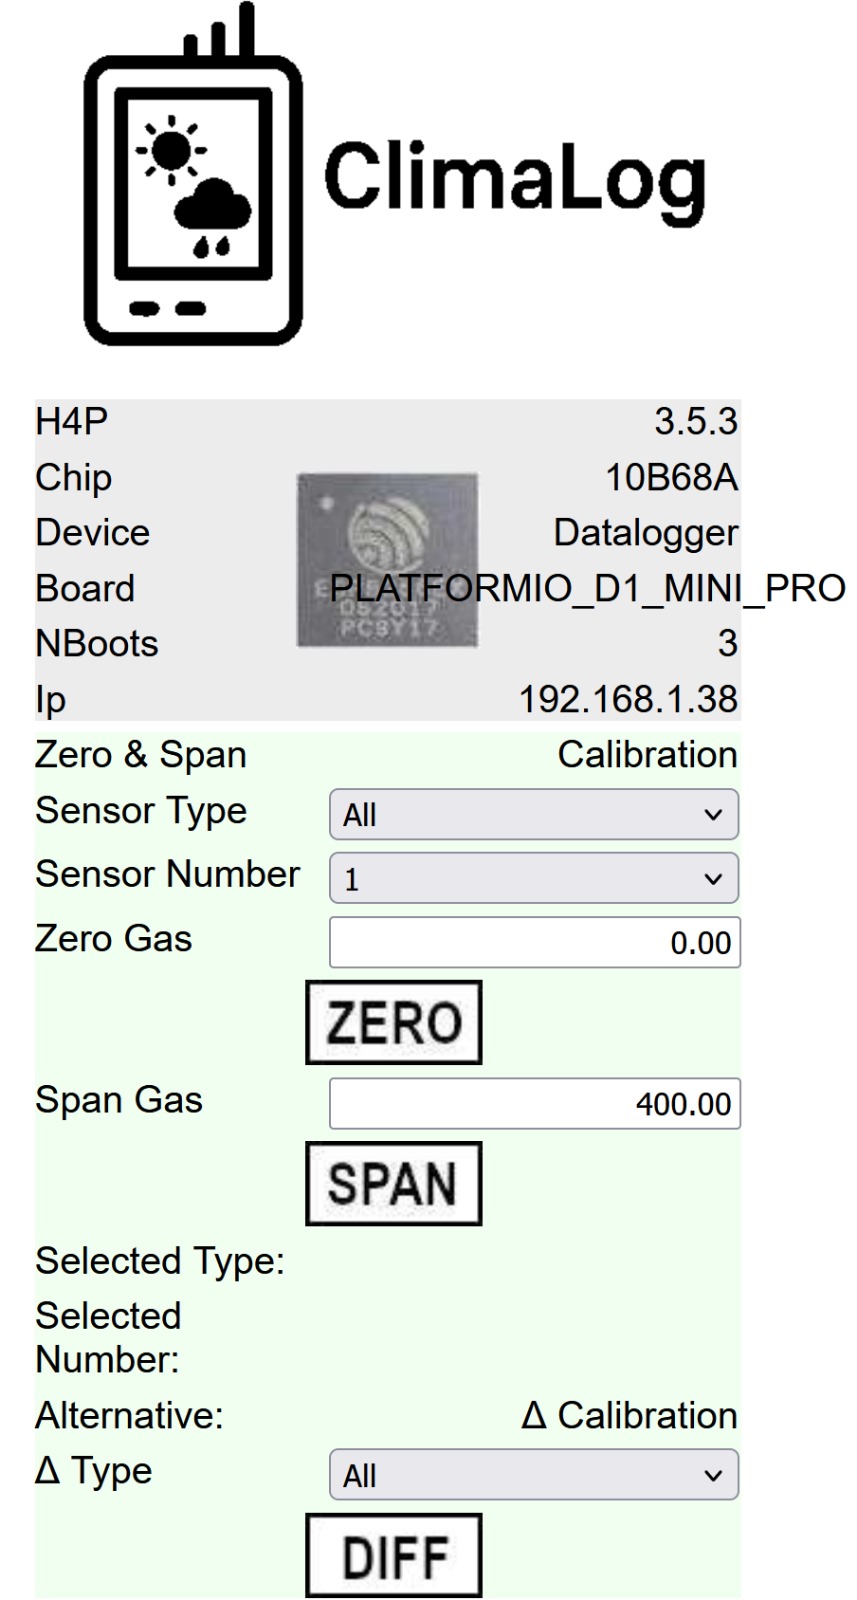 ClimaLog
H4P 3.5.3
Chip 10B68A
Device Datalogger
Board PLATFORMIO_D1_MINI_PRO
NBoots 3
Ip 192.168.1.38
Zero & Span Calibration
Sensor Type All
Sensor Number 1
Zero Gas 0.00
ZERO
Span Gas 400.00
SPAN
Selected Type:
Selected
Number:
Alternative: Δ Calibration
Δ Type All
DIFF